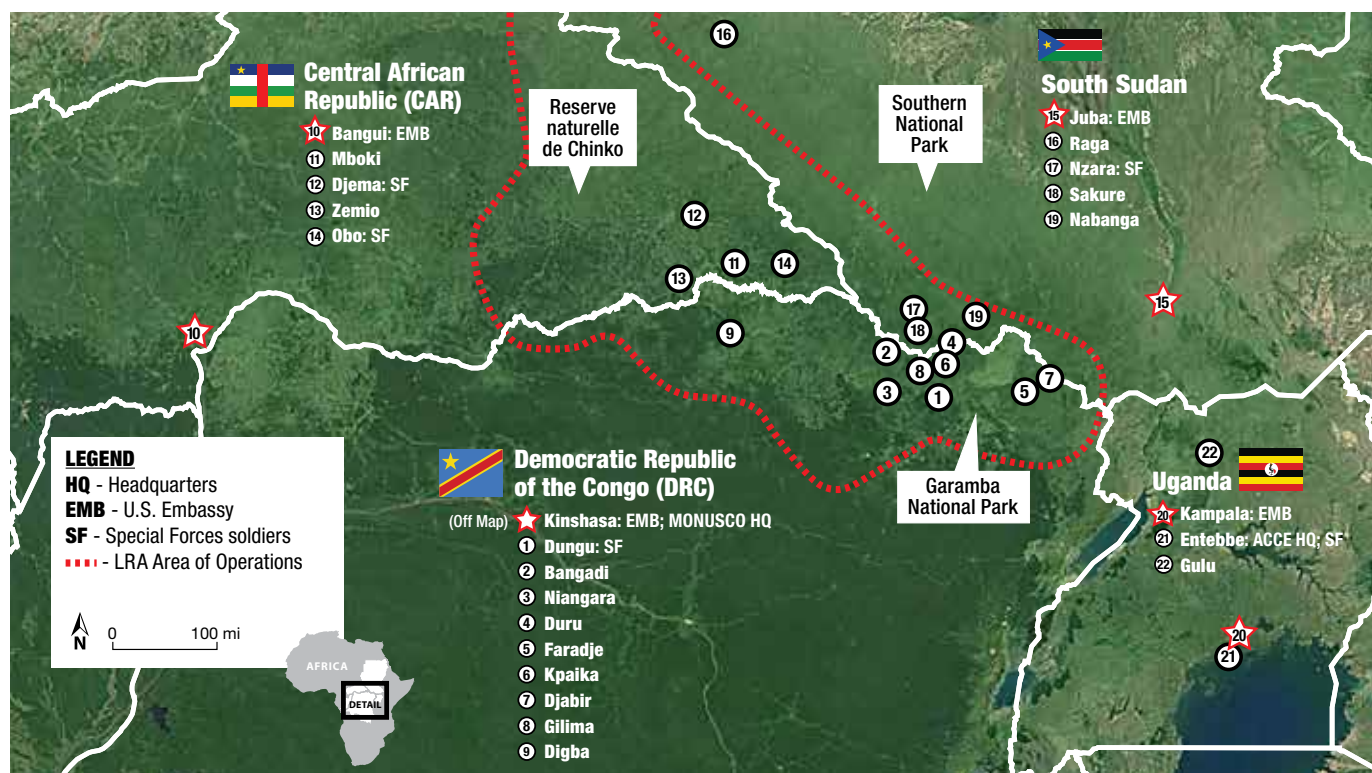 Central African
Republic (CAR)
10 Bangui: EMB
11 Mboki
12 Djema: SF
13 Zemio
14 Obo: SF
Reserve
naturelle
de Chinko
Southern
National
Park
South Sudan
15 Juba: EMB
16 Raga
17 Nzara: SF
18 Sakure
19 Nabanga
16
12
11
14
13
9
17
18
19
2
4
6
8
3
1
5
7
15
10
LEGEND
HQ - Headquarters
EMB - U.S. Embassy
SF - Special Forces soldiers
- LRA Area of Operations
N
0 100 mi
AFRICA
DETAIL
Democratic Republic
of the Congo (DRC)
(Off Map) Kinshasa: EMB; MONUSCO HQ
1 Dungu: SF
2 Bangadi
3 Niangara
4 Duru
5 Faradje
6 Kpaika
7 Djabir
8 Gilima
9 Digba
Garamba
National Park
22
Uganda
20 Kampala: EMB
21 Entebbe: ACCE HQ; SF
22 Gulu
20
21